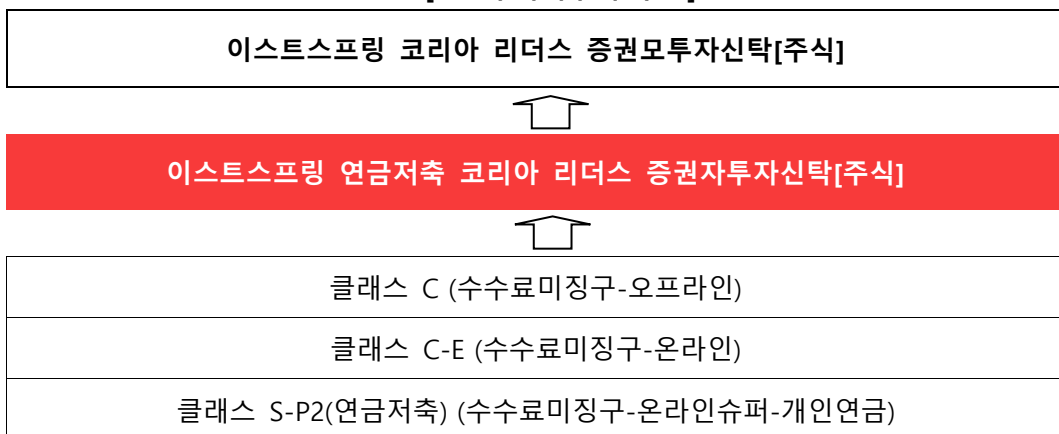 이스트스프링 코리아 리더스 증권모투자신탁[주식]
이스트스프링 연금저축 코리아 리더스 증권자투자신탁[주식]
클래스 C (수수료미징구-오프라인)
클래스 C-E (수수료미징구-온라인)
클래스 S-P2(연금저축) (수수료미징구-온라인슈퍼-개인연금)